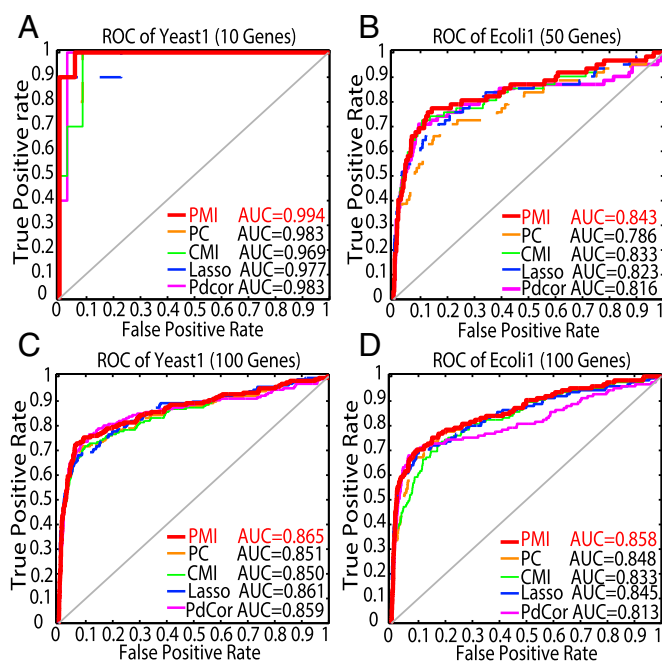 A
ROC of Yeast1 (10 Genes)
True Positive rate
1
0.9
0.8
0.7
0.6
0.5
0.4
0.3
0.2
0.1
0
PMI AUC=0.994
PC AUC=0.983
CMI AUC=0.969
Lasso AUC=0.977
Pdcor AUC=0.983
0 0.1 0.2 0.3 0.4 0.5 0.6 0.7 0.8 0.9 1
False Positive Rate
B
ROC of Ecoli1 (50 Genes)
True Positive Rate
1
0.9
0.8
0.7
0.6
0.5
0.4
0.3
0.2
0.1
0
PMI AUC=0.843
PC AUC=0.786
CMI AUC=0.833
Lasso AUC=0.823
Pdcor AUC=0.816
0 0.1 0.2 0.3 0.4 0.5 0.6 0.7 0.8 0.9 1
False Positive Rate
C
ROC of Yeast1 (100 Genes)
True Positive Rate
1
0.9
0.8
0.7
0.6
0.5
0.4
0.3
0.2
0.1
0
PMI AUC=0.865
PC AUC=0.851
CMI AUC=0.850
Lasso AUC=0.861
PdCor AUC=0.859
0 0.1 0.2 0.3 0.4 0.5 0.6 0.7 0.8 0.9 1
False Positive Rate
D
ROC of Ecoli1 (100 Genes)
True Positive Rate
1
0.9
0.8
0.7
0.6
0.5
0.4
0.3
0.2
0.1
0
PMI AUC=0.858
PC AUC=0.848
CMI AUC=0.833
Lasso AUC=0.845
PdCor AUC=0.813
0 0.1 0.2 0.3 0.4 0.5 0.6 0.7 0.8 0.9 1
False Positive Rate